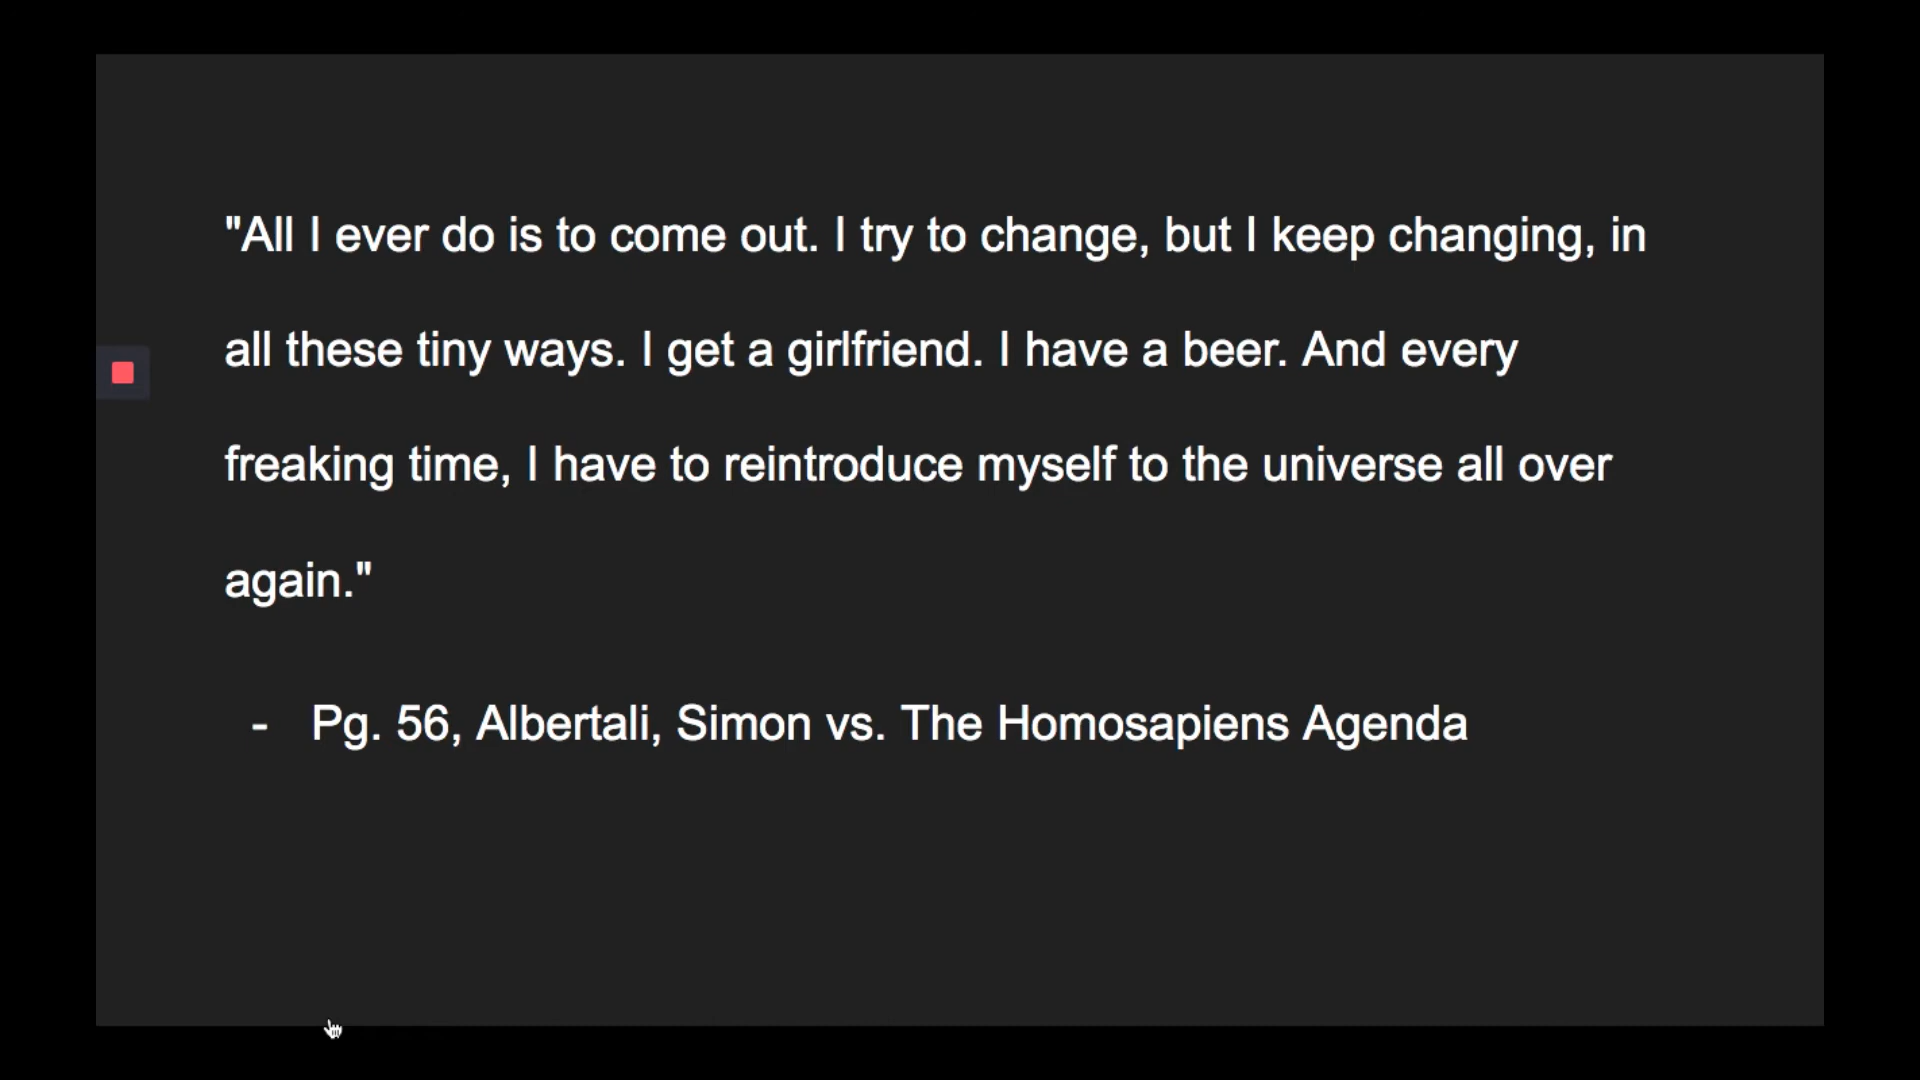 "All I ever do is to come out. I try to change, but I keep changing, in
all these tiny ways. I get a girlfriend. I have a beer. And every
freaking time, I have to reintroduce myself to the universe all over
again."
- Pg. 56, Albertali, Simon vs. The Homosapiens Agenda